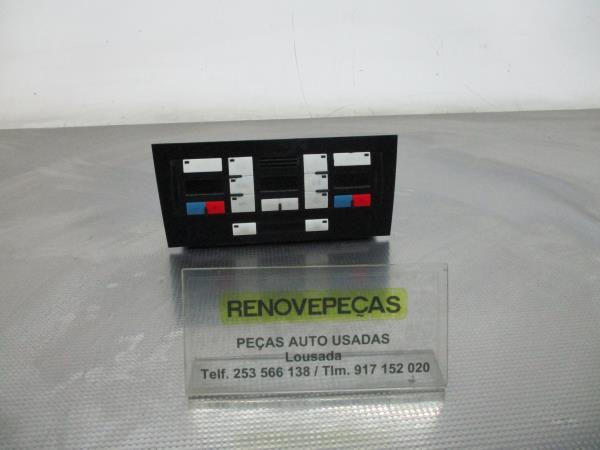 RENOVEPEÇAS
PEÇAS AUTO USADAS
Lousada
Telf. 253 566 138 / Tlm. 917 152 020